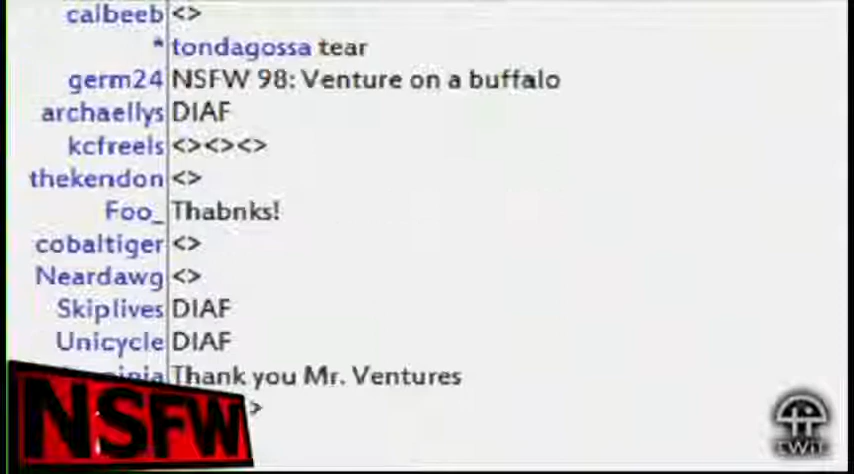 calbeeb <>
* tondagossa tear
germ24 NSFW 98: Venture on a buffalo
archaellys DIAF
kcfreels <><><>
thekendon <>
Foo_ Thabnks!
cobaltiger <>
Neardawg <>
Skiplives DIAF
Unicycle DIAF
Thank you Mr. Ventures
>
NSFW
tWiT